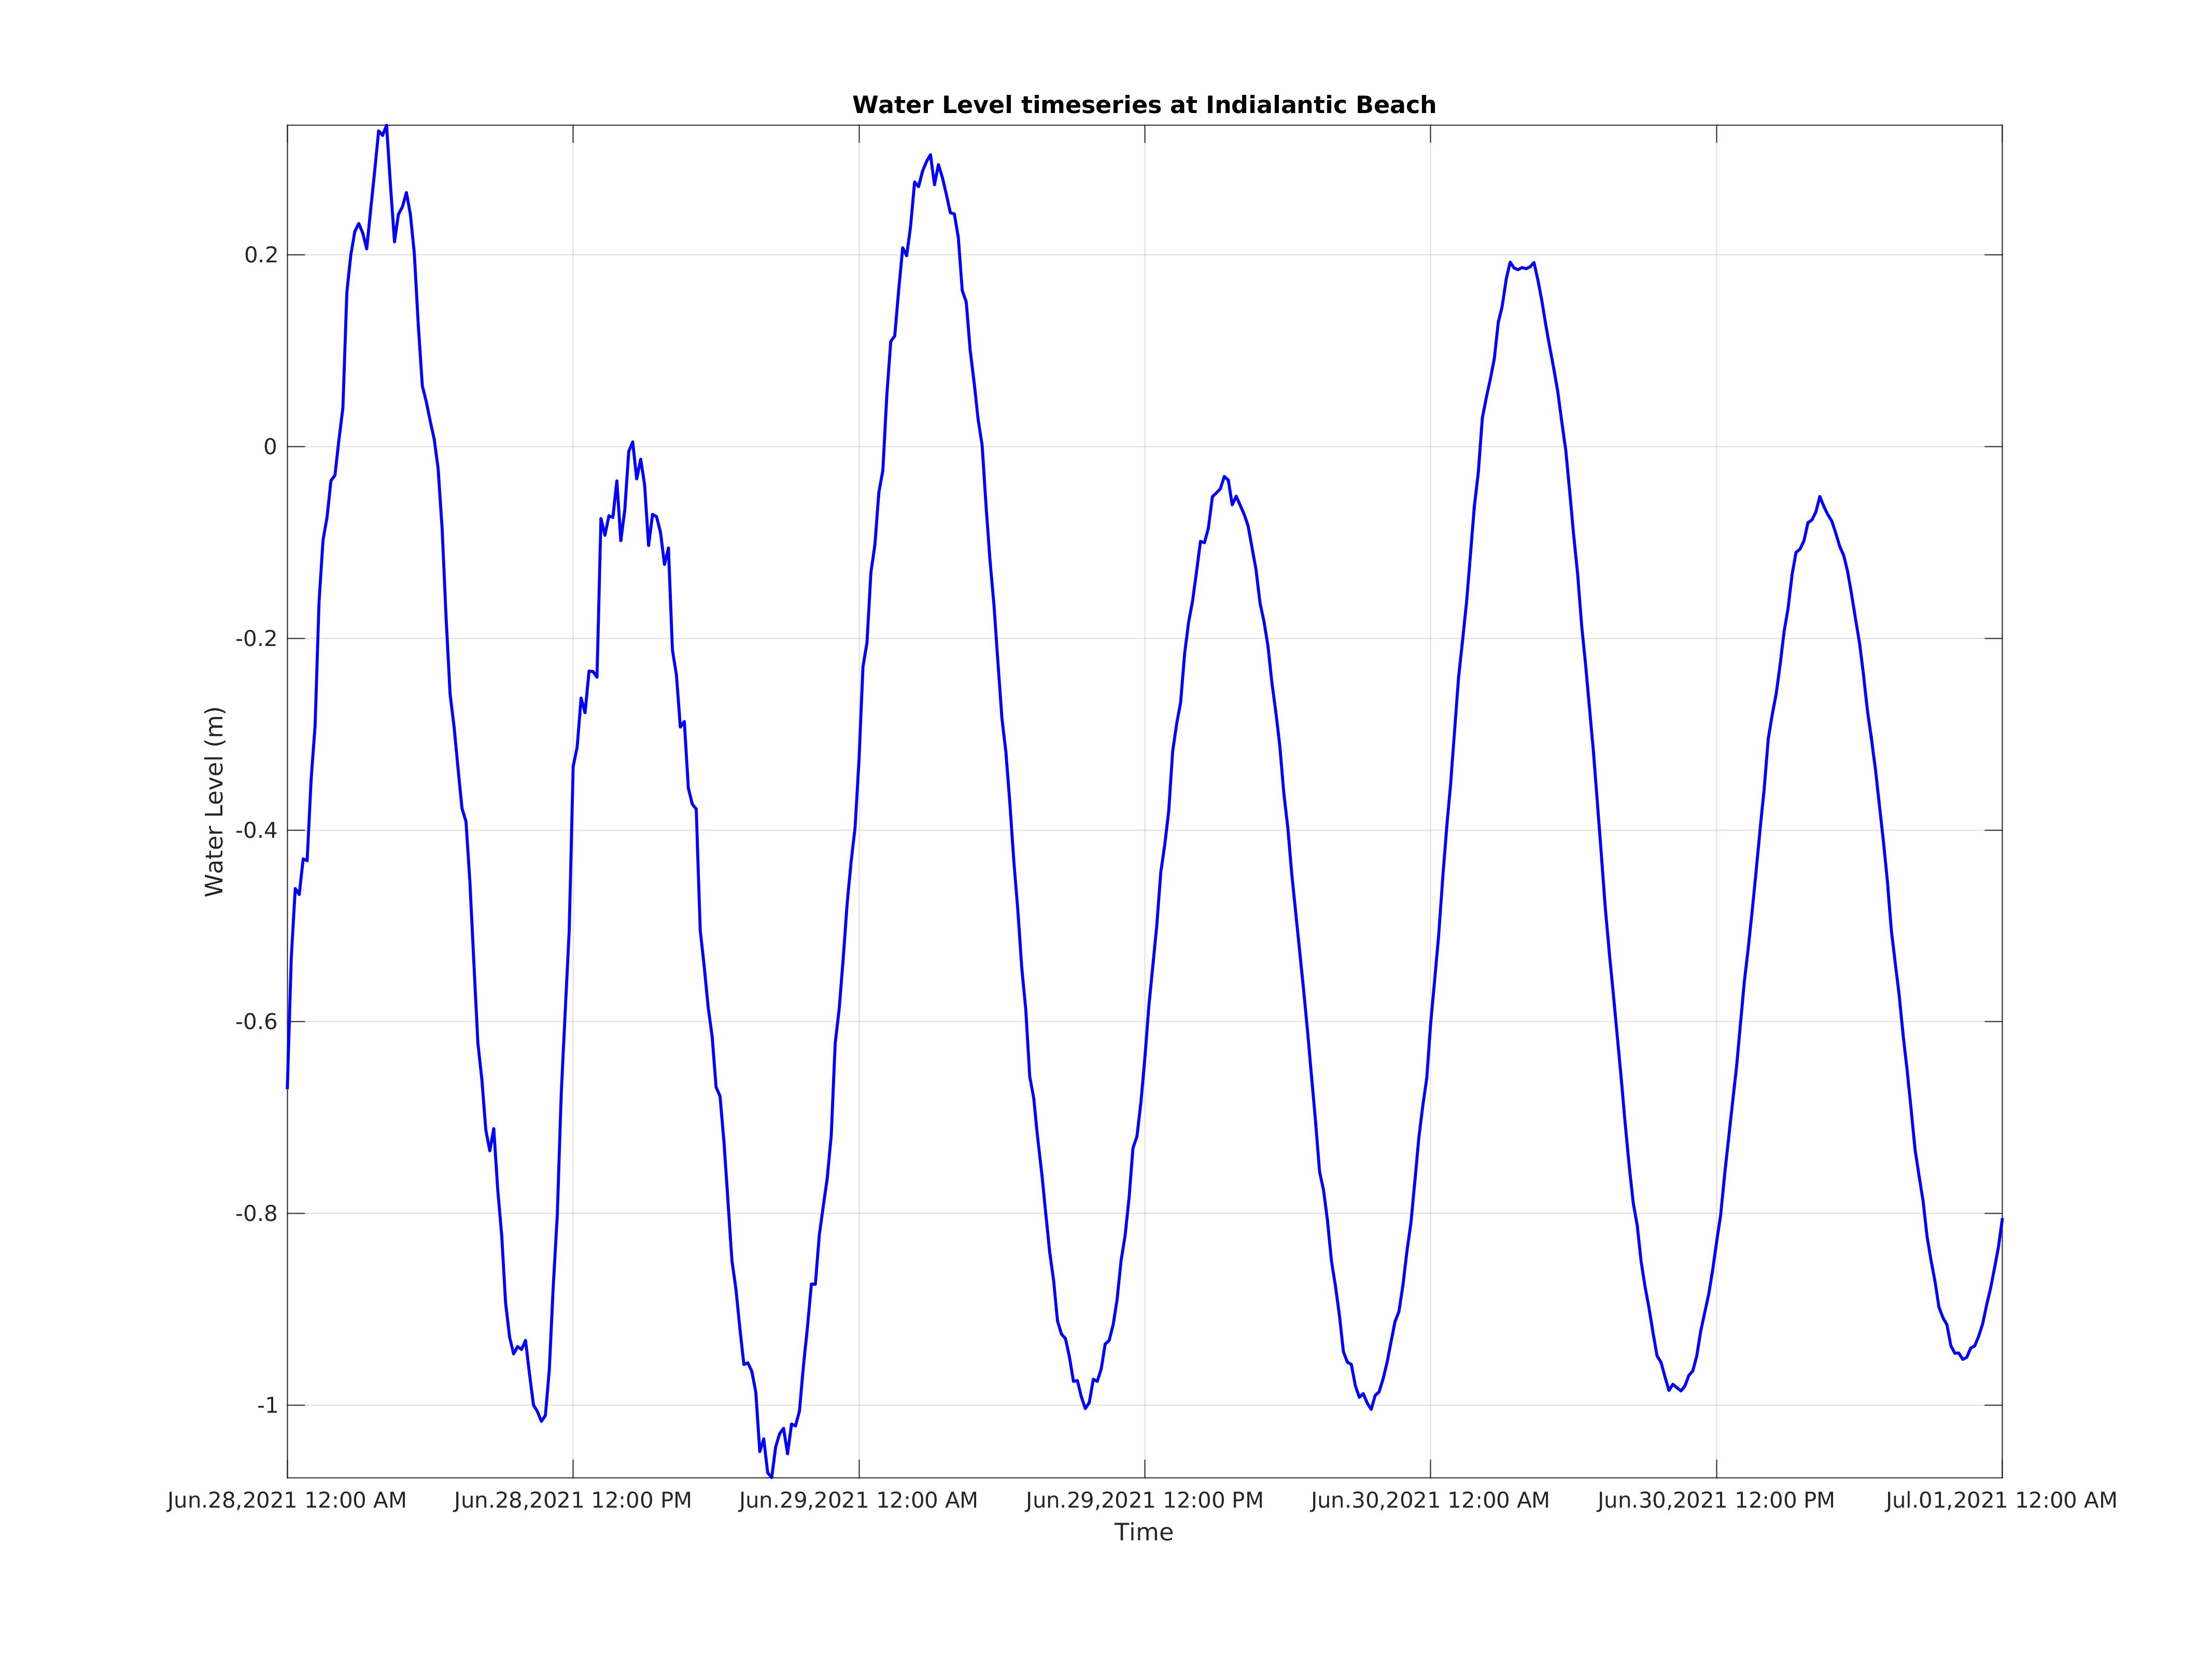 Water Level timeseries at Indialantic Beach
0.2
0
-0.2
-0.4
-0.6
-0.8
-1
Water Level (m)
Jun.28,2021 12:00 AM
Jun.28,2021 12:00 PM
Jun.29,2021 12:00 AM
Jun.29,2021 12:00 PM
Jun.30,2021 12:00 AM
Jun.30,2021 12:00 PM
Jul.01,2021 12:00 AM
Time